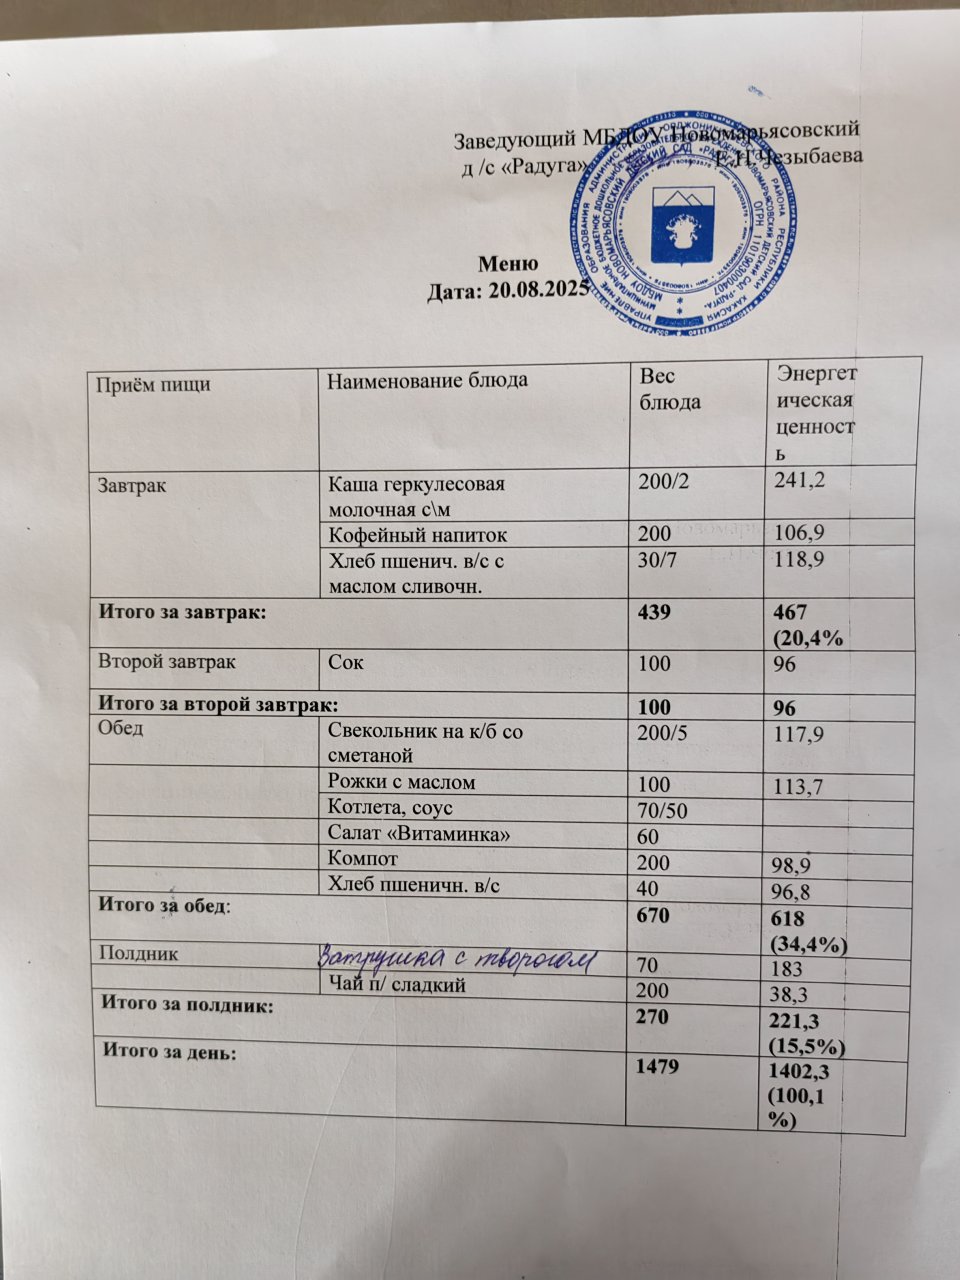 Заведующий МБДОУ Новомарьясовский
д /с «Радуга» Е.Н Чезыбаева
Меню
Дата: 20.08.2025
Приём пищи Наименование блюда Вес блюда Энергет ическая ценност ь
Завтрак Каша геркулесовая молочная с\м 200/2 241,2
Кофейный напиток 200 106,9
Хлеб пшенич. в/с с маслом сливочн. 30/7 118,9
Итого за завтрак: 439 467 (20,4%
Второй завтрак Сок 100 96
Итого за второй завтрак: 100 96
Обед Свекольник на к/б со сметаной 200/5 117,9
Рожки с маслом 100 113,7
Котлета, соус 70/50
Салат «Витаминка» 60
Компот 200 98,9
Хлеб пшеничн. в/с 40 96,8
Итого за обед: 670 618 (34,4%)
Полдник Ватрушка с творогом 70 183
Чай п/ сладкий 200 38,3
Итого за полдник: 270 221,3 (15,5%)
Итого за день: 1479 1402,3 (100,1 %)